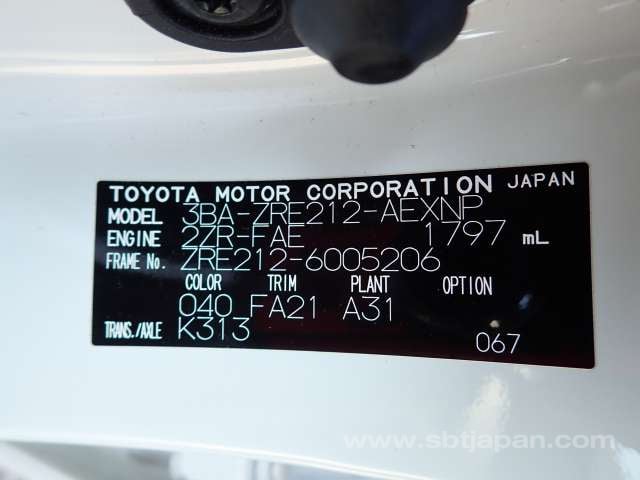 TOYOTA MOTOR CORPORATION JAPAN
MODEL 3BA-ZRE212-AEXNP
ENGINE 2ZR-FAE 1797 mL
FRAME No. ZRE212-6005206
COLOR TRIM PLANT OPTION
040 FA21 A31
TRANS./AXLE K313
067
www.sbtjapan.com